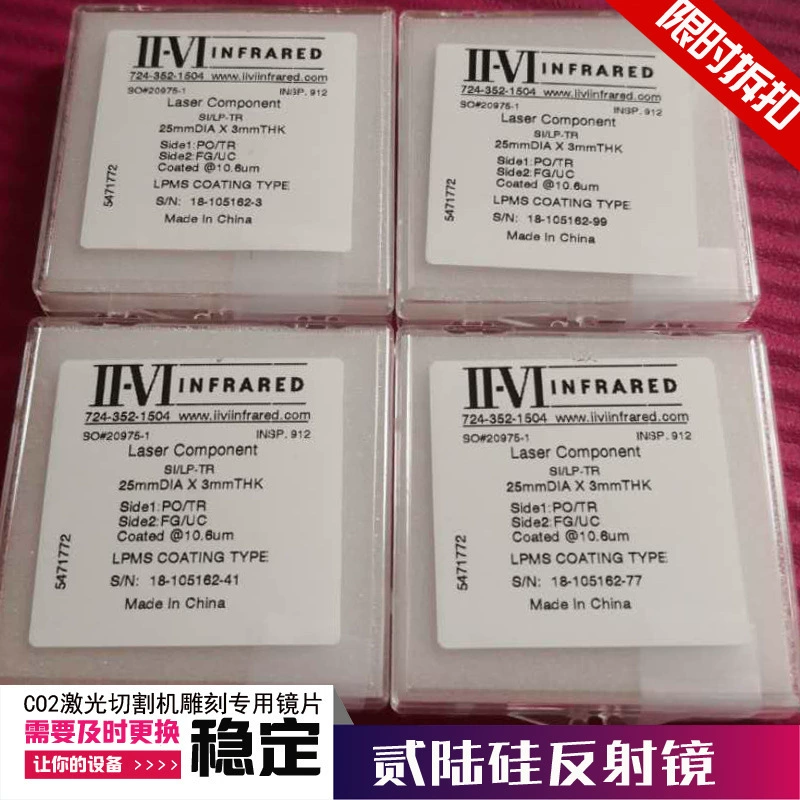 限时折扣
II-VI INFRARED
724-352-1504 www.iiviinfrared.com
SO#20975-1 INSP. 912
Laser Component
SI/LP-TR
25mmDIA X 3mmTHK
Side1:PO/TR
Side2:FG/UC
Coated @10.6um
LPMS COATING TYPE
S/N: 18-105162-3
Made In China
5471772
II-VI INFRARED
724-352-1504 www.iiviinfrared.com
SO#20975-1 INSP. 912
Laser Component
SI/LP-TR
25mmDIA X 3mmTHK
Side1:PO/TR
Side2:FG/UC
Coated @10.6um
LPMS COATING TYPE
S/N: 18-105162-99
Made In China
5471772
II-VI INFRARED
724-352-1504 www.iiviinfrared.com
SO#20975-1 INSP. 912
Laser Component
SI/LP-TR
25mmDIA X 3mmTHK
Side1:PO/TR
Side2:FG/UC
Coated @10.6um
LPMS COATING TYPE
S/N: 18-105162-41
Made In China
5471772
II-VI INFRARED
724-352-1504 www.iiviinfrared.com
SO#20975-1 INSP. 912
Laser Component
SI/LP-TR
25mmDIA X 3mmTHK
Side1:PO/TR
Side2:FG/UC
Coated @10.6um
LPMS COATING TYPE
S/N: 18-105162-77
Made In China
5471772
CO2激光切割机雕刻专用镜片
需要及时更换
让你的设备 >>>>
稳定
贰陆硅反射镜